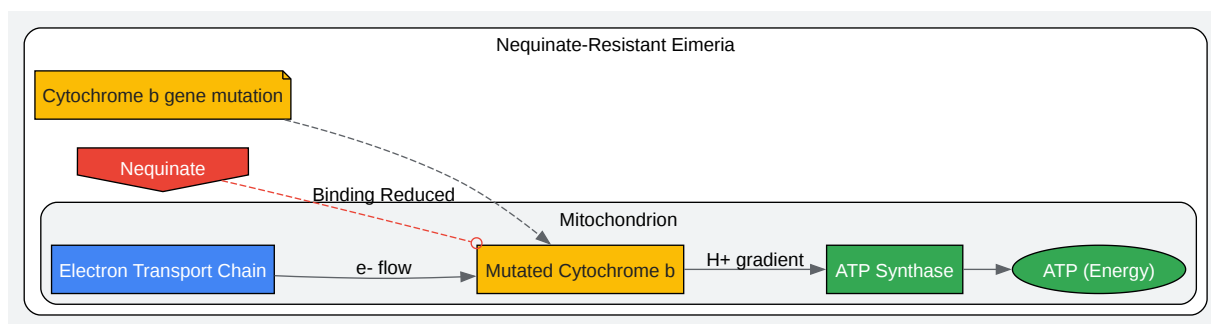 Nequinate-Resistant Eimeria
Cytochrome b gene mutation
Nequinate
Binding Reduced
Mitochondrion
Electron Transport Chain
e- flow
Mutated Cytochrome b
H+ gradient
ATP Synthase
ATP (Energy)